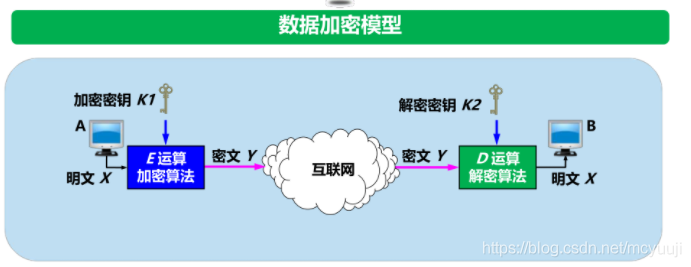 数据加密模型
加密密钥 K1
解密密钥 K2
A
B
E 运算
加密算法
密文 Y
互联网
密文 Y
D 运算
解密算法
明文 X
明文 X
https://blog.csdn.net/mcyuuji